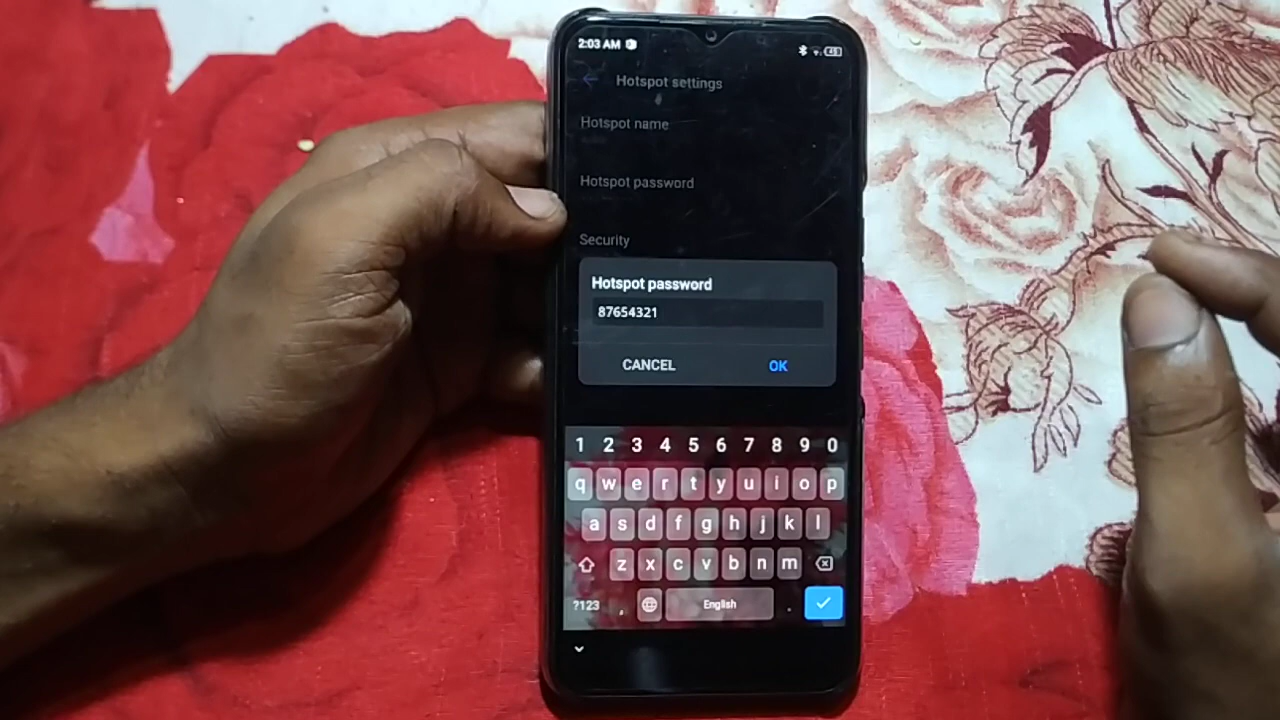 2:03 AM 45
Hotspot settings
Hotspot name
Hotspot password
Security
Hotspot password
87654321
CANCEL OK
1 2 3 4 5 6 7 8 9 0
q w e r t y u i o p
a s d f g h j k l
z x c v b n m
?123 , English .